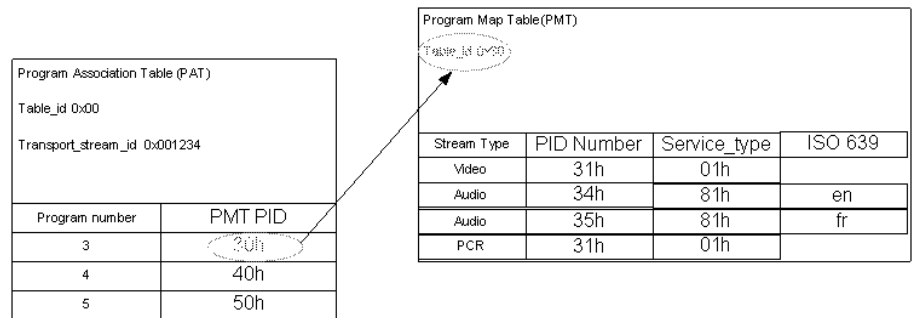 Program Map Table(PMT)
Table_id 0x30
Program Association Table (PAT)
Table_id 0x00
Transport_stream_id 0x001234
Program number PMT PID
3 30h
4 40h
5 50h
Stream Type PID Number Service_type ISO 639
Video 31h 01h
Audio 34h 81h en
Audio 35h 81h fr
PCR 31h 01h